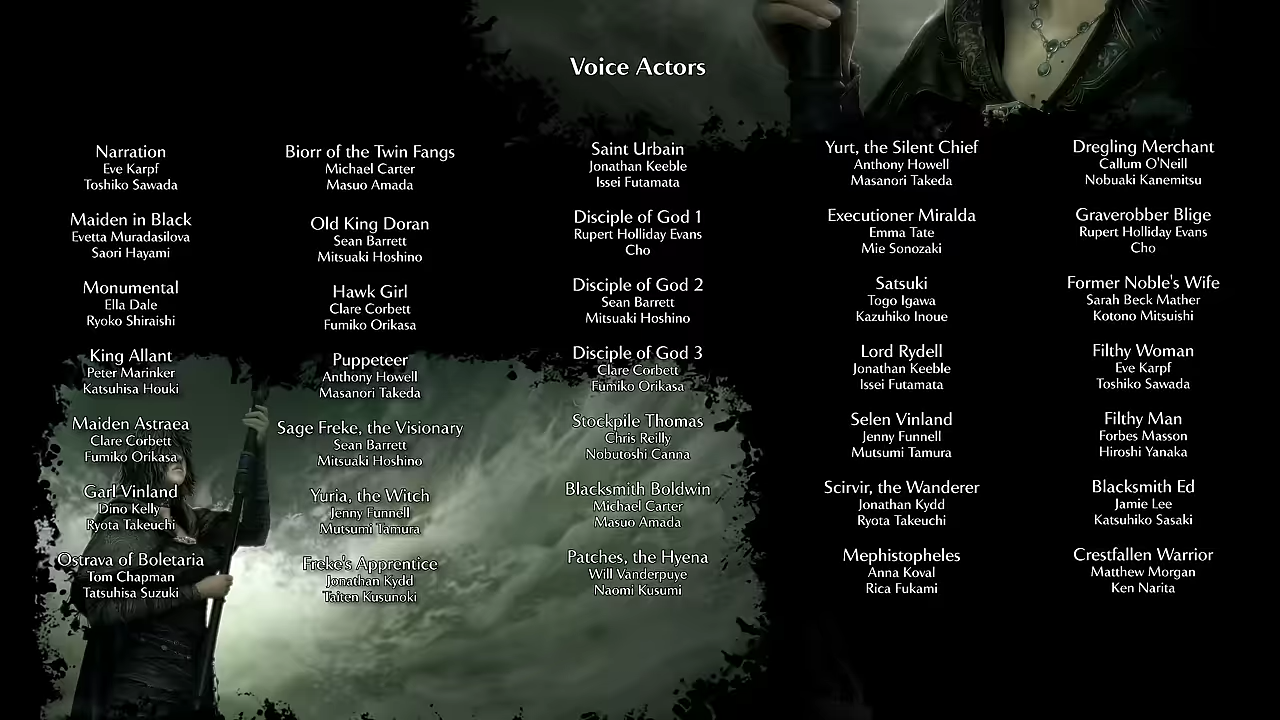 Voice Actors
Narration
Eve Karpf
Toshiko Sawada
Maiden in Black
Evetta Muradasilova
Saori Hayami
Monumental
Ella Dale
Ryoko Shiraishi
King Allant
Peter Marinker
Katsuhisa Houki
Maiden Astraea
Clare Corbett
Fumiko Orikasa
Garl Vinland
Dino Kelly
Ryota Takeuchi
Ostrava of Boletaria
Tom Chapman
Tatsuhisa Suzuki
Biorr of the Twin Fangs
Michael Carter
Masuo Amada
Old King Doran
Sean Barrett
Mitsuaki Hoshino
Hawk Girl
Clare Corbett
Fumiko Orikasa
Puppeteer
Anthony Howell
Masanori Takeda
Sage Freke, the Visionary
Sean Barrett
Mitsuaki Hoshino
Yuria, the Witch
Jenny Funnell
Mutsumi Tamura
Freke's Apprentice
Jonathan Kydd
Taiten Kusunoki
Saint Urbain
Jonathan Keeble
Issei Futamata
Disciple of God 1
Rupert Holliday Evans
Cho
Disciple of God 2
Sean Barrett
Mitsuaki Hoshino
Disciple of God 3
Clare Corbett
Fumiko Orikasa
Stockpile Thomas
Chris Reilly
Nobutoshi Canna
Blacksmith Boldwin
Michael Carter
Masuo Amada
Patches, the Hyena
Will Vanderpuye
Naomi Kusumi
Yurt, the Silent Chief
Anthony Howell
Masanori Takeda
Executioner Miralda
Emma Tate
Mie Sonozaki
Satsuki
Togo Igawa
Kazuhiko Inoue
Lord Rydell
Jonathan Keeble
Issei Futamata
Selen Vinland
Jenny Funnell
Mutsumi Tamura
Scirvir, the Wanderer
Jonathan Kydd
Ryota Takeuchi
Mephistopheles
Anna Koval
Rica Fukami
Dregling Merchant
Callum O'Neill
Nobuaki Kanemitsu
Graverobber Blige
Rupert Holliday Evans
Cho
Former Noble's Wife
Sarah Beck Mather
Kotono Mitsuishi
Filthy Woman
Eve Karpf
Toshiko Sawada
Filthy Man
Forbes Masson
Hiroshi Yanaka
Blacksmith Ed
Jamie Lee
Katsuhiko Sasaki
Crestfallen Warrior
Matthew Morgan
Ken Narita